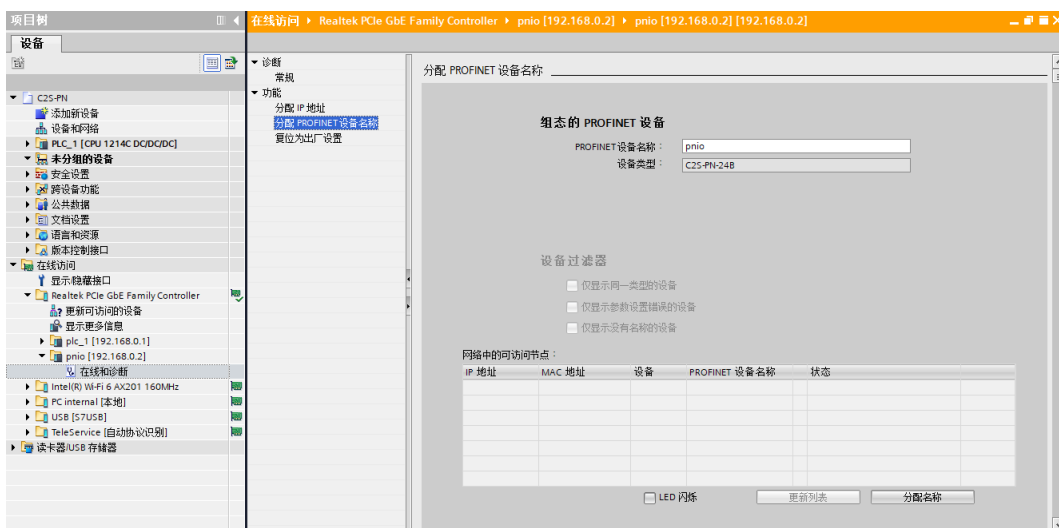 项目树
在线访问 ▸ Realtek PCIe GbE Family Controller ▸ pnio [192.168.0.2] ▸ pnio [192.168.0.2] [192.168.0.2]
设备
C2S-PN
添加新设备
设备和网络
PLC_1 [CPU 1214C DC/DC/DC]
未分组的设备
安全设置
跨设备功能
公共数据
文档设置
语言和资源
版本控制接口
在线访问
显示/隐藏接口
Realtek PCIe GbE Family Controller
更新可访问的设备
显示更多信息
plc_1 [192.168.0.1]
pnio [192.168.0.2]
在线和诊断
Intel(R) Wi-Fi 6 AX201 160MHz
PC internal [本地]
USB [S7USB]
TeleService [自动协议识别]
读卡器/USB 存储器
诊断
常规
功能
分配 IP 地址
分配 PROFINET 设备名称
复位为出厂设置
分配 PROFINET 设备名称
组态的 PROFINET 设备
PROFINET设备名称： pnio
设备类型： C2S-PN-24B
设备过滤器
仅显示同一类型的设备
仅显示参数设置错误的设备
仅显示没有名称的设备
网络中的可访问节点：
IP 地址 MAC 地址 设备 PROFINET 设备名称 状态
LED 闪烁 更新列表 分配名称